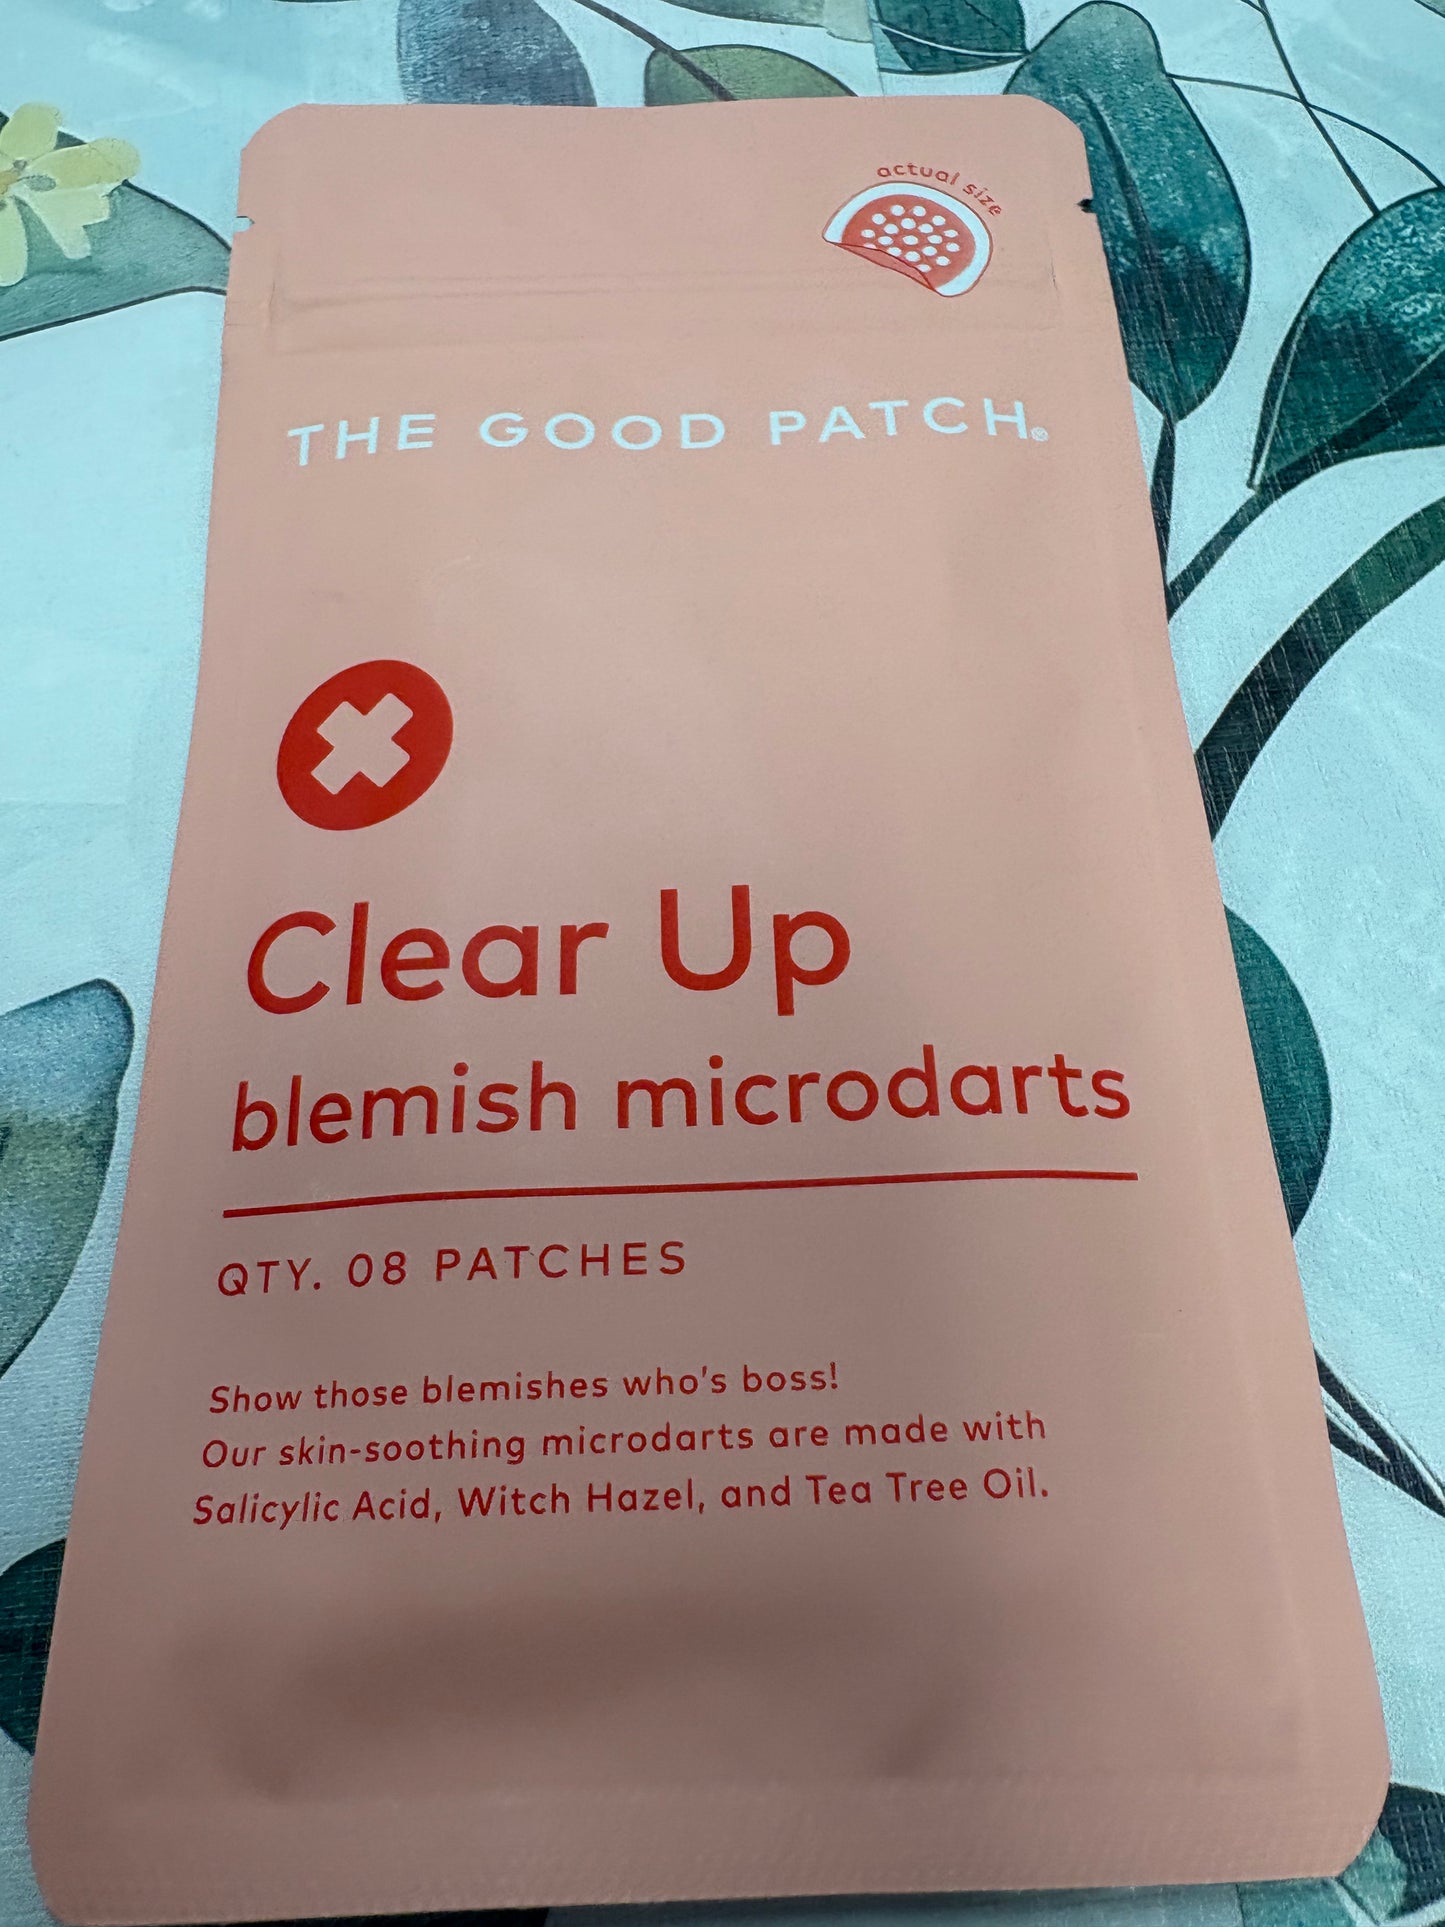 actual size
THE GOOD PATCH®
Clear Up
blemish microdarts
QTY. 08 PATCHES
Show those blemishes who's boss!
Our skin-soothing microdarts are made with
Salicylic Acid, Witch Hazel, and Tea Tree Oil.